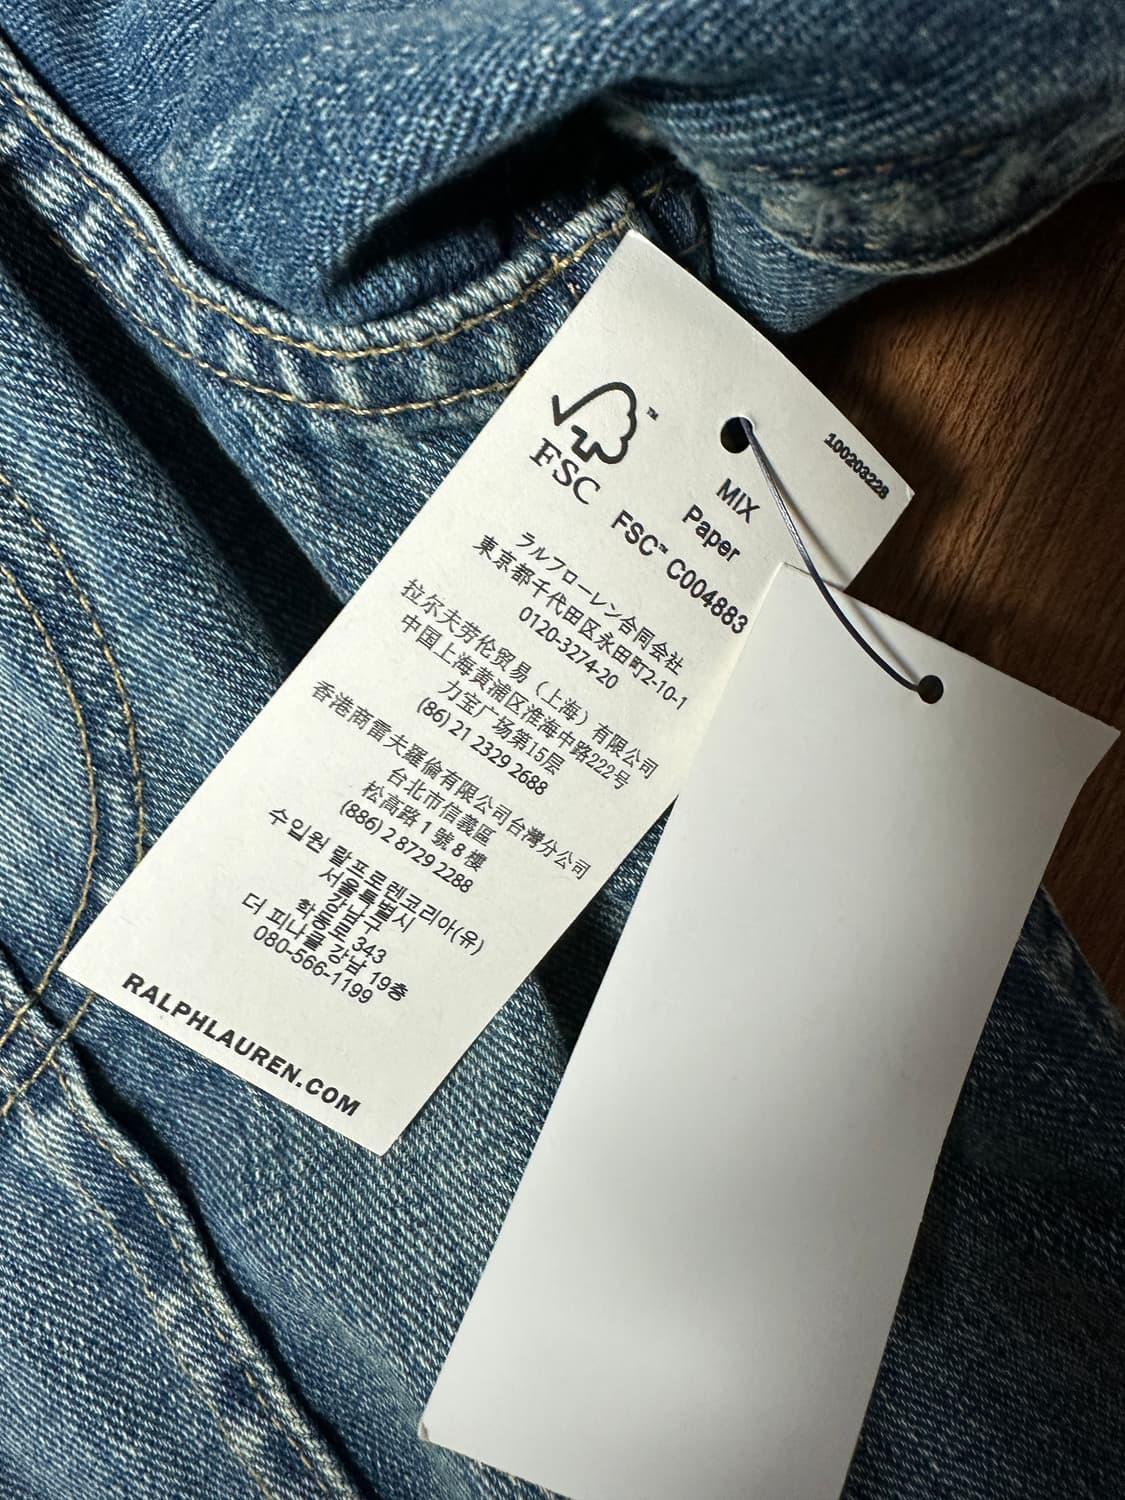 100203228
™
FSC
MIX
Paper
FSC™ C004883
ラルフローレン合同会社
東京都千代田区永田町2-10-1
0120-3274-20
拉尔夫劳伦贸易（上海）有限公司
中国上海黄浦区淮海中路222号
力宝广场第15层
(86) 21 2329 2688
香港商雷夫羅倫有限公司台灣分公司
台北市信義區
松高路 1 號 8 樓
(886) 2 8729 2288
수입원 랄프로렌코리아(유)
서울특별시
강남구
학동로 343
더 피나클 강남 19층
080-566-1199
RALPHLAUREN.COM